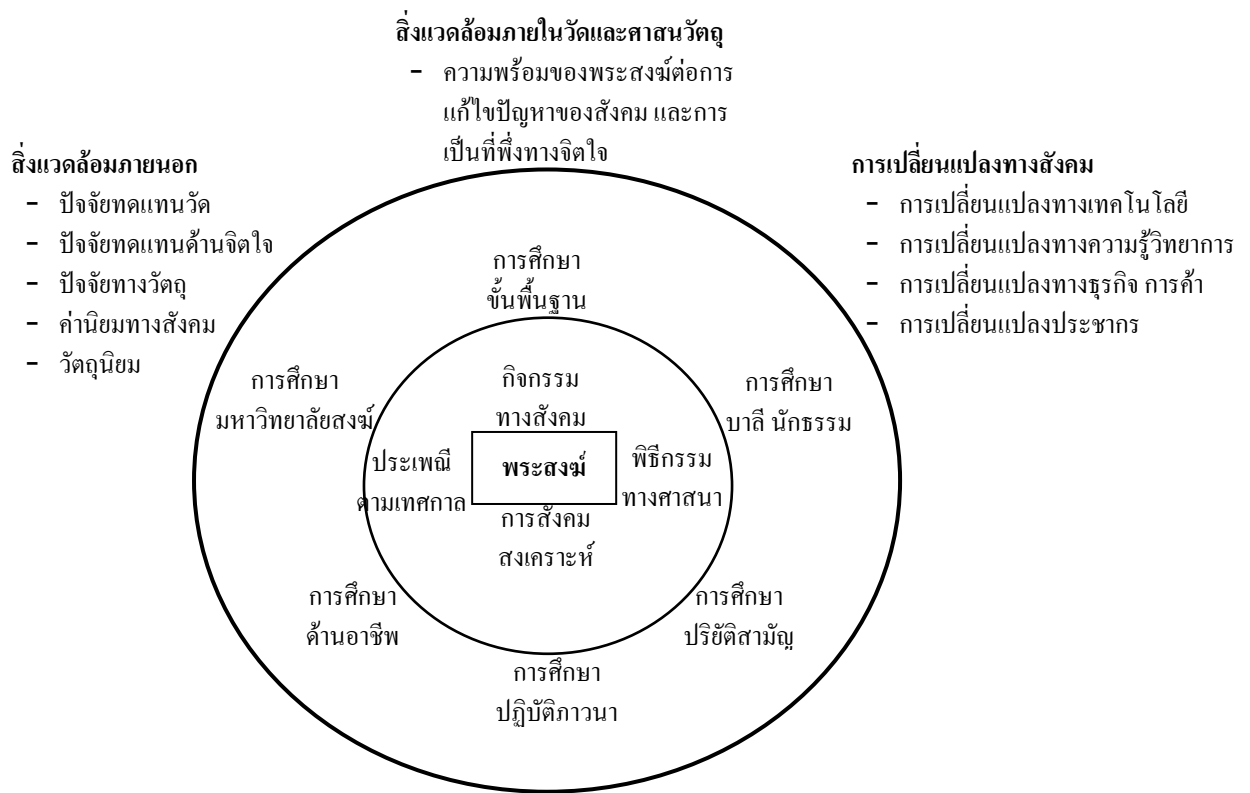 สิ่งแวดล้อมภายในวัดและศาสนวัตถุ
- ความพร้อมของพระสงฆ์ต่อการ
แก้ไขปัญหาของสังคม และการ
เป็นที่พึ่งทางจิตใจ
สิ่งแวดล้อมภายนอก
- ปัจจัยทดแทนวัด
- ปัจจัยทดแทนด้านจิตใจ
- ปัจจัยทางวัตถุ
- ค่านิยมทางสังคม
- วัตถุนิยม
การเปลี่ยนแปลงทางสังคม
- การเปลี่ยนแปลงทางเทคโนโลยี
- การเปลี่ยนแปลงทางความรู้วิทยาการ
- การเปลี่ยนแปลงทางธุรกิจ การค้า
- การเปลี่ยนแปลงประชากร
การศึกษา
ขั้นพื้นฐาน
การศึกษา
มหาวิทยาลัยสงฆ์
กิจกรรม
ทางสังคม
การศึกษา
บาลี นักธรรม
ประเพณี
ตามเทศกาล
พระสงฆ์
พิธีกรรม
ทางศาสนา
การสังคม
สงเคราะห์
การศึกษา
ด้านอาชีพ
การศึกษา
ปริยัติสามัญ
การศึกษา
ปฏิบัติภาวนา